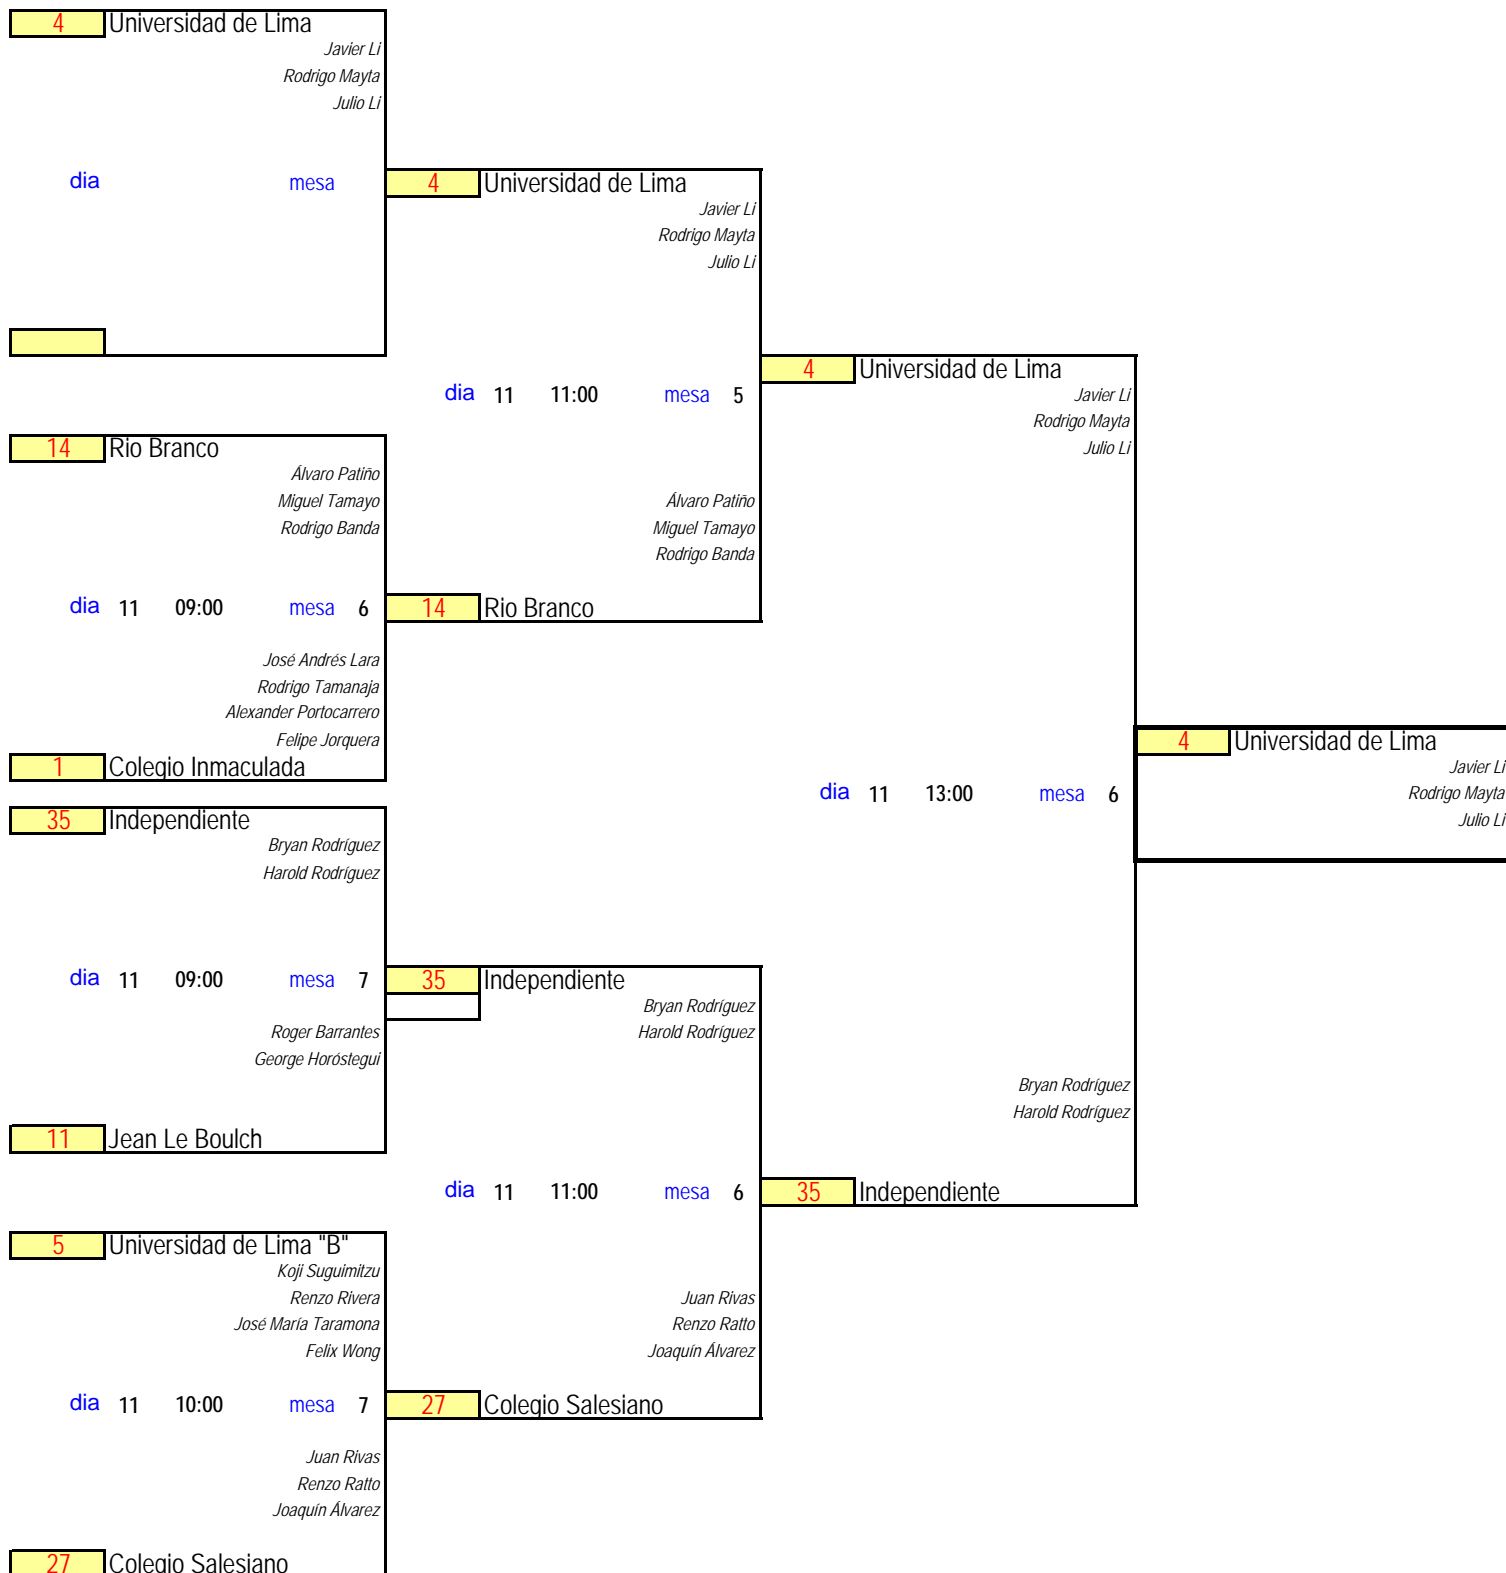 4 Universidad de Lima
Javier Li
Rodrigo Mayta
Julio Li
dia mesa
4 Universidad de Lima
Javier Li
Rodrigo Mayta
Julio Li
4 Universidad de Lima
dia 11 11:00 mesa 5
Javier Li
Rodrigo Mayta
Julio Li
14 Rio Branco
Álvaro Patiño
Miguel Tamayo
Rodrigo Banda
Álvaro Patiño
Miguel Tamayo
Rodrigo Banda
dia 11 09:00 mesa 6
14 Rio Branco
José Andrés Lara
Rodrigo Tamanaja
Alexander Portocarrero
Felipe Jorquera
1 Colegio Inmaculada
4 Universidad de Lima
Javier Li
Rodrigo Mayta
Julio Li
dia 11 13:00 mesa 6
35 Independiente
Bryan Rodríguez
Harold Rodríguez
dia 11 09:00 mesa 7
35 Independiente
Bryan Rodríguez
Harold Rodríguez
Roger Barrantes
George Horóstegui
Bryan Rodríguez
Harold Rodríguez
11 Jean Le Boulch
dia 11 11:00 mesa 6
35 Independiente
5 Universidad de Lima "B"
Koji Suguimitzu
Renzo Rivera
José María Taramona
Felix Wong
Juan Rivas
Renzo Ratto
Joaquín Álvarez
dia 11 10:00 mesa 7
27 Colegio Salesiano
Juan Rivas
Renzo Ratto
Joaquín Álvarez
27 Colegio Salesiano